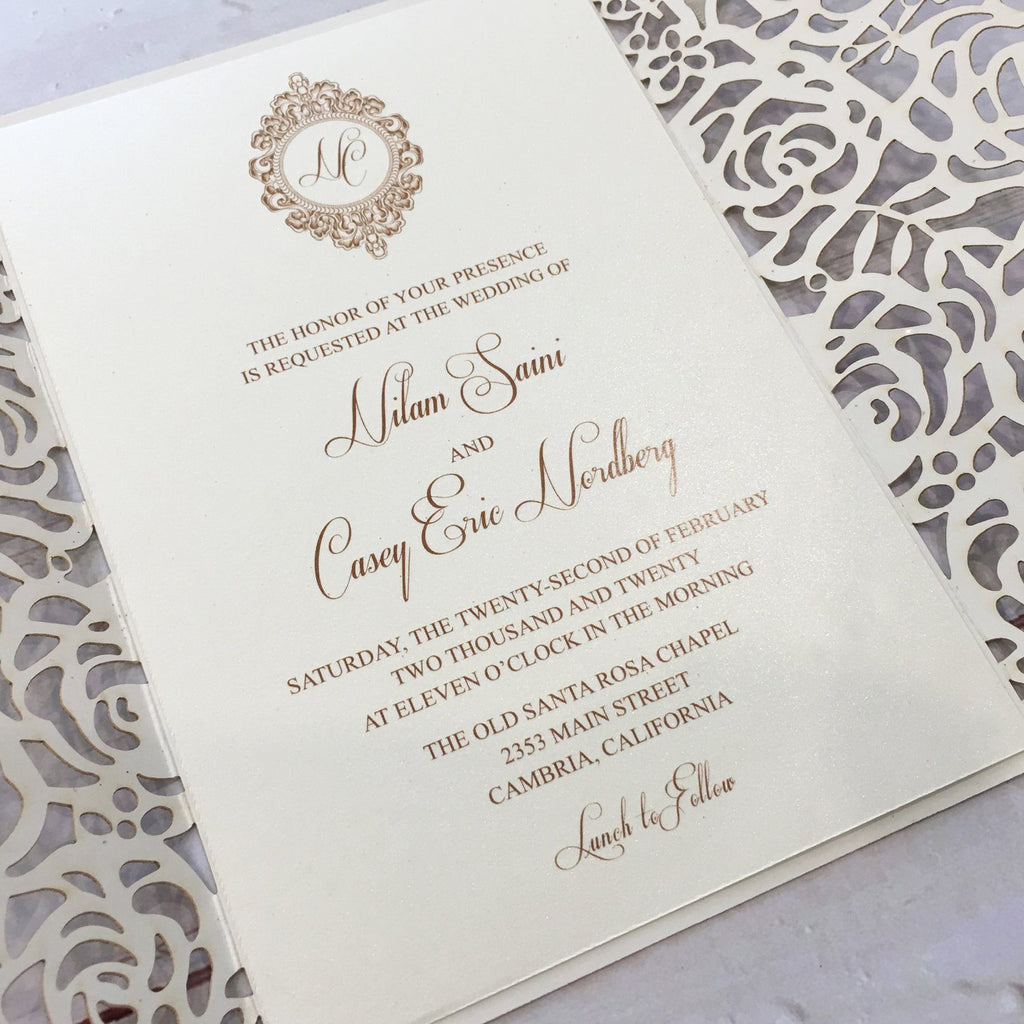 NC
THE HONOR OF YOUR PRESENCE
IS REQUESTED AT THE WEDDING OF
Nilam Saini
AND
Casey Eric Nordberg
SATURDAY, THE TWENTY-SECOND OF FEBRUARY
TWO THOUSAND AND TWENTY
AT ELEVEN O'CLOCK IN THE MORNING
THE OLD SANTA ROSA CHAPEL
2353 MAIN STREET
CAMBRIA, CALIFORNIA
Lunch to Follow